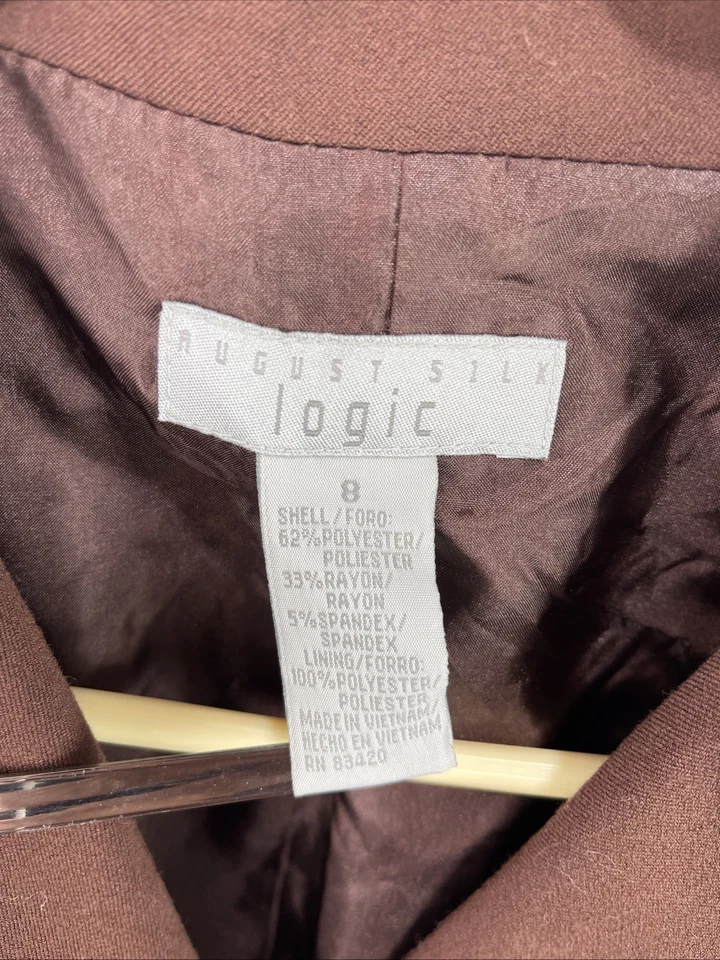 AUGUST SILK
logic
8
SHELL/FORO:
62%POLYESTER/
POLIESTER
33%RAYON/
RAYON
5%SPANDEX/
SPANDEX
LINING/FORRO:
100%POLYESTER/
POLIESTER
MADE IN VIETNAM/
HECHO EN VIETNAM
RN 83420